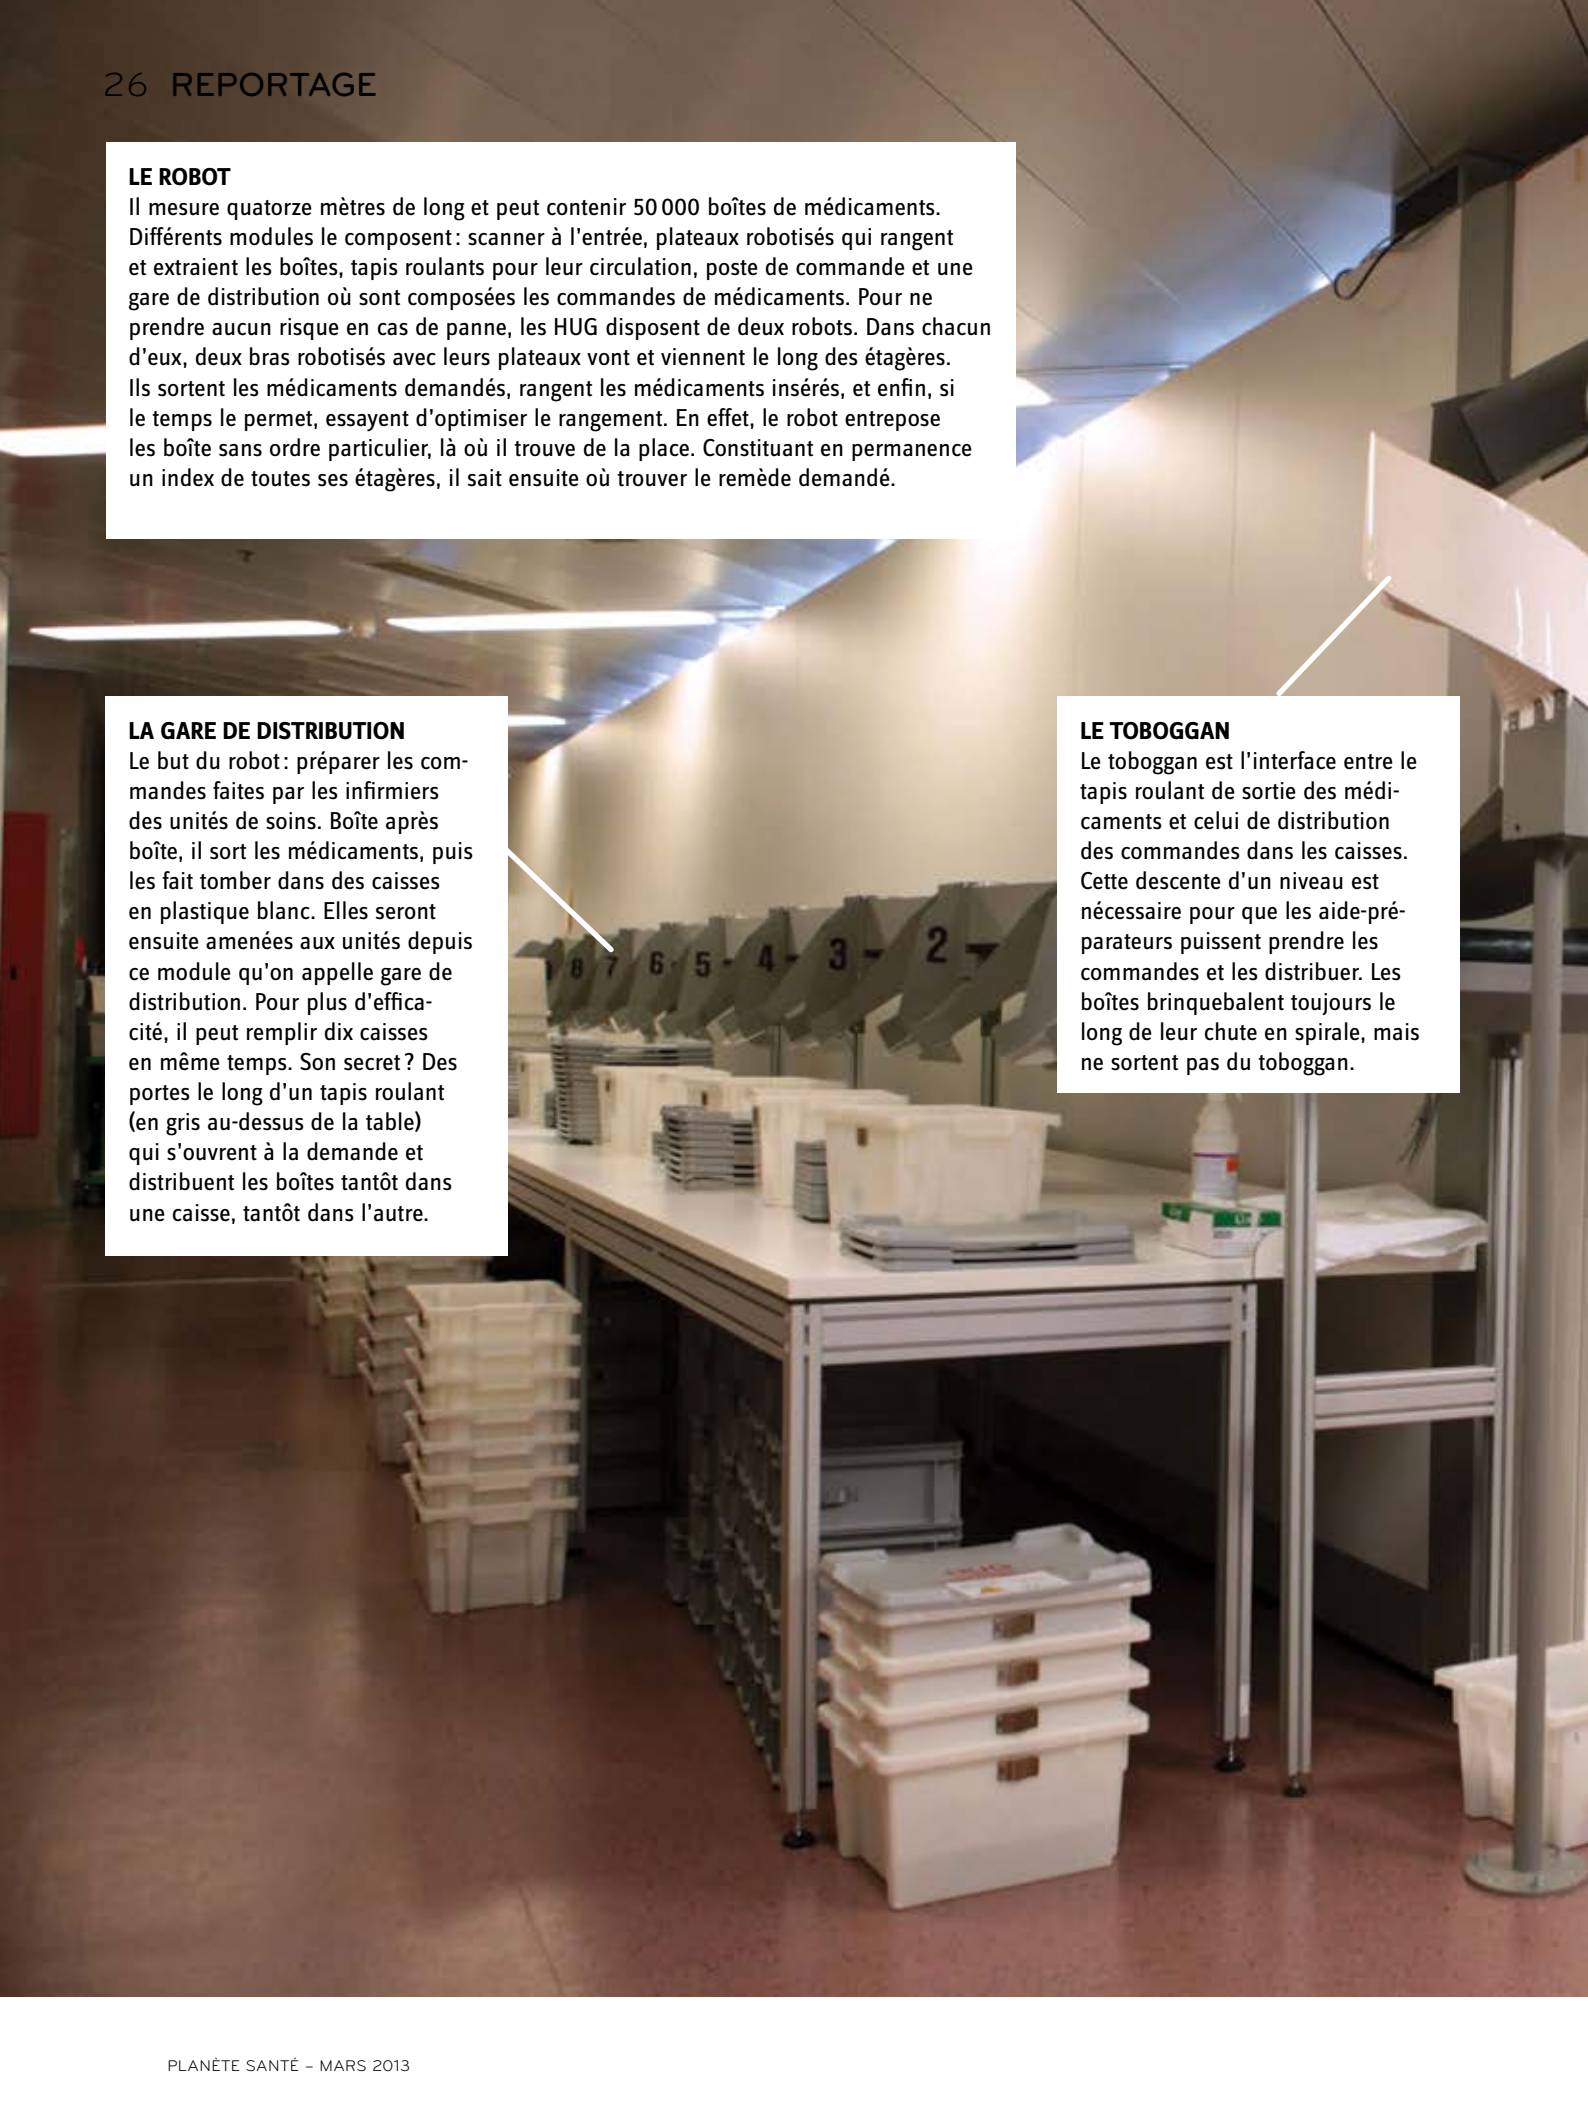 26 REPORTAGE
LE ROBOT
Il mesure quatorze mètres de long et peut contenir 50 000 boîtes de médicaments.
Différents modules le composent : scanner à l'entrée, plateaux robotisés qui rangent
et extraient les boîtes, tapis roulants pour leur circulation, poste de commande et une
gare de distribution où sont composées les commandes de médicaments. Pour ne
prendre aucun risque en cas de panne, les HUG disposent de deux robots. Dans chacun
d'eux, deux bras robotisés avec leurs plateaux vont et viennent le long des étagères.
Ils sortent les médicaments demandés, rangent les médicaments insérés, et enfin, si
le temps le permet, essayent d'optimiser le rangement. En effet, le robot entrepose
les boîte sans ordre particulier, là où il trouve de la place. Constituant en permanence
un index de toutes ses étagères, il sait ensuite où trouver le remède demandé.
LA GARE DE DISTRIBUTION
Le but du robot : préparer les com-
mandes faites par les infirmiers
des unités de soins. Boîte après
boîte, il sort les médicaments, puis
les fait tomber dans des caisses
en plastique blanc. Elles seront
ensuite amenées aux unités depuis
ce module qu'on appelle gare de
distribution. Pour plus d'effica-
cité, il peut remplir dix caisses
en même temps. Son secret ? Des
portes le long d'un tapis roulant
(en gris au-dessus de la table)
qui s'ouvrent à la demande et
distribuent les boîtes tantôt dans
une caisse, tantôt dans l'autre.
LE TOBOGGAN
Le toboggan est l'interface entre le
tapis roulant de sortie des médi-
caments et celui de distribution
des commandes dans les caisses.
Cette descente d'un niveau est
nécessaire pour que les aide-pré-
parateurs puissent prendre les
commandes et les distribuer. Les
boîtes brinquebalent toujours le
long de leur chute en spirale, mais
ne sortent pas du toboggan.
8 7 6 5 4 3 2
PLANÈTE SANTÉ – MARS 2013